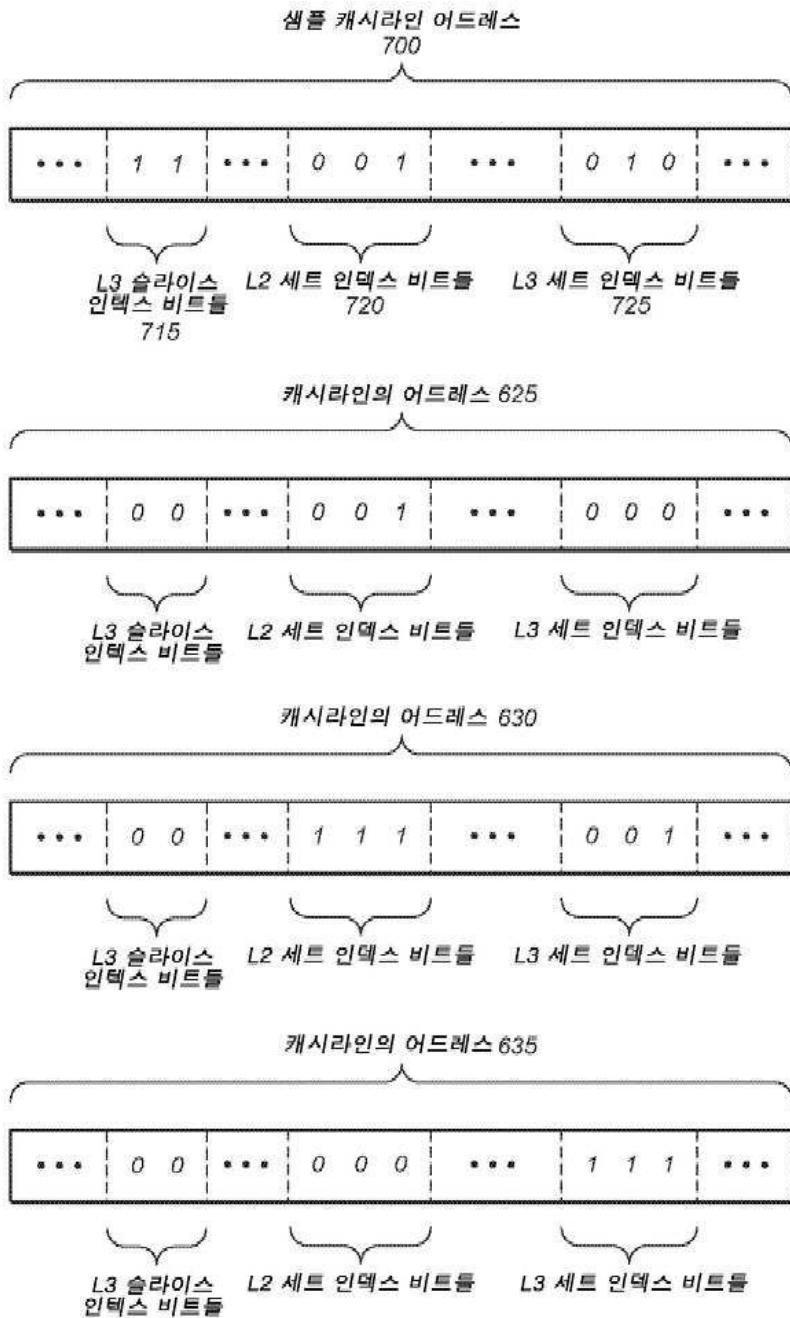 샘플 캐시라인 어드레스
700
••• 1 1 ••• 0 0 1 ••• 0 1 0 •••
L3 슬라이스 인텍스 비트들 715
L2 세트 인덱스 비트들 720
L3 세트 인덱스 비트들 725
캐시라인의 어드레스 625
••• 0 0 ••• 0 0 1 ••• 0 0 0 •••
L3 슬라이스 인텍스 비트들
L2 세트 인덱스 비트들
L3 세트 인덱스 비트들
캐시라인의 어드레스 630
••• 0 0 ••• 1 1 1 ••• 0 0 1 •••
L3 슬라이스 인텍스 비트들
L2 세트 인덱스 비트들
L3 세트 인덱스 비트들
캐시라인의 어드레스 635
••• 0 0 ••• 0 0 0 ••• 1 1 1 •••
L3 슬라이스 인텍스 비트들
L2 세트 인덱스 비트들
L3 세트 인덱스 비트들